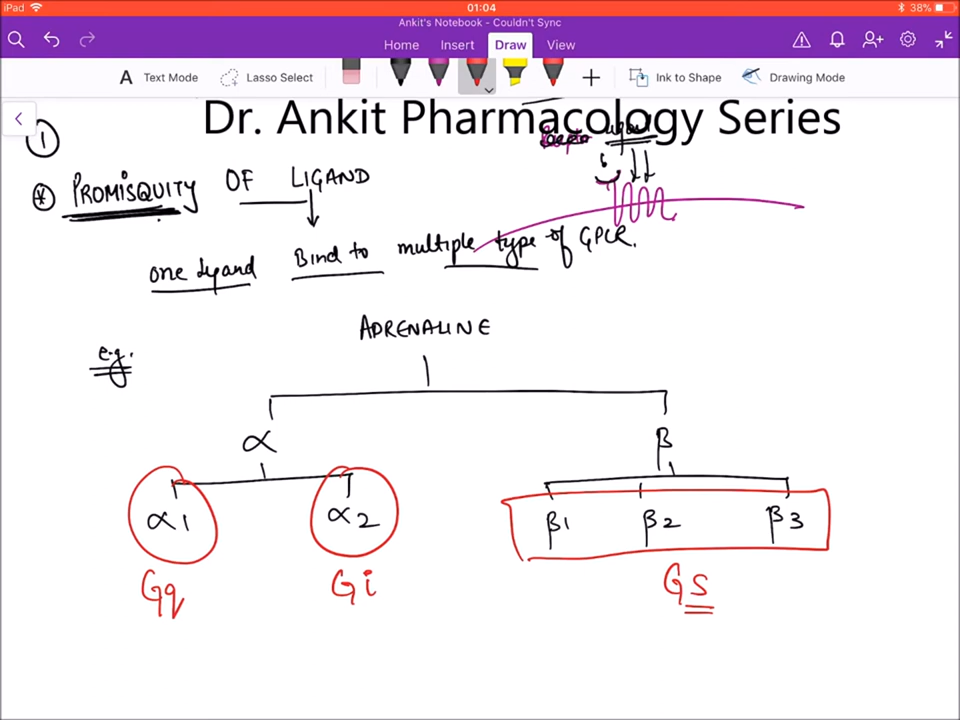 iPad 01:04 38%
Ankit's Notebook - Couldn't Sync
Home Insert Draw View
A Text Mode Lasso Select Ink to Shape Drawing Mode
Dr. Ankit Pharmacology Series
1
* PROMISQUITY OF LIGAND
one ligand Bind to multiple type of GPCR.
e.g.
ADRENALINE
α β
α1 α2 β1 β2 β3
Gq Gi Gs